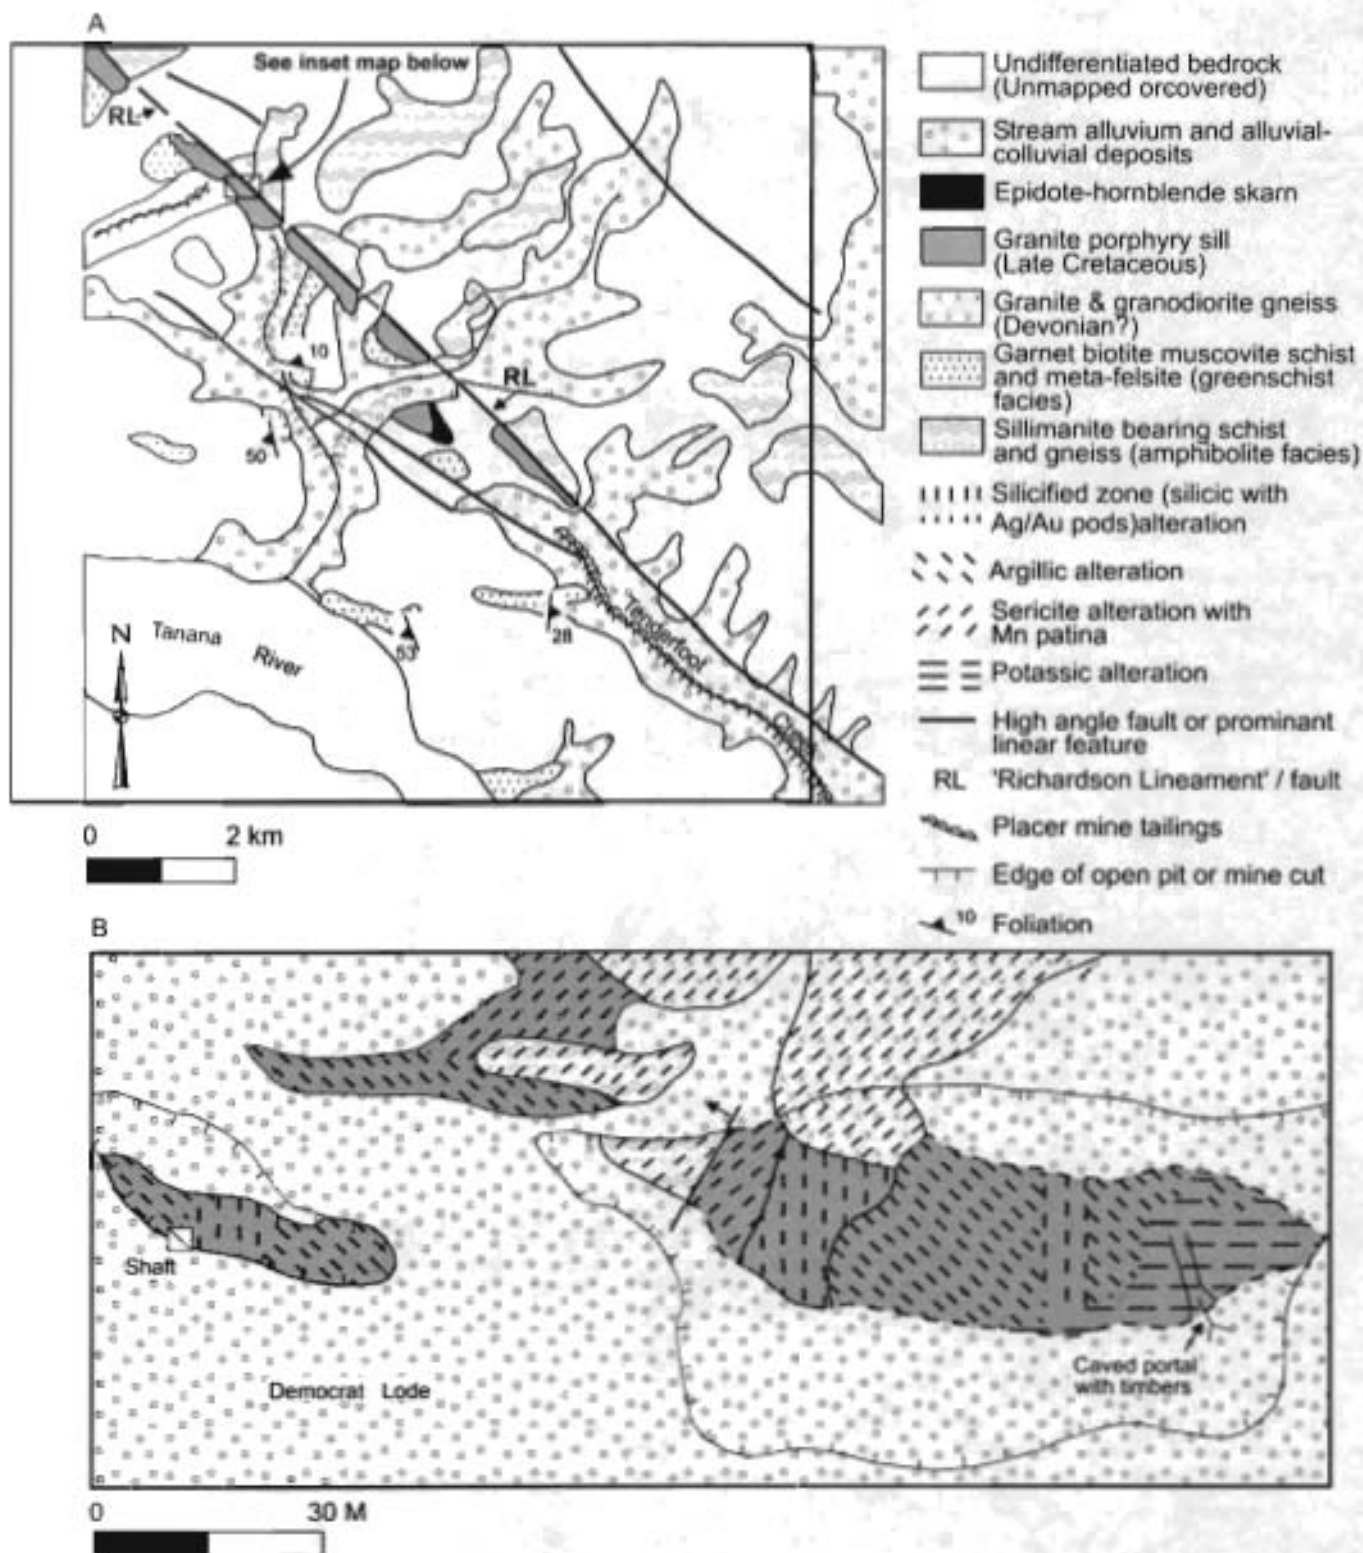 A
See inset map below
RL
10
RL
50
Tenderfoot
28
53
N
Tanana
River
0 2 km
Undifferentiated bedrock
(Unmapped orcovered)
Stream alluvium and alluvial-
colluvial deposits
Epidote-hornblende skarn
Granite porphyry sill
(Late Cretaceous)
Granite & granodiorite gneiss
(Devonian?)
Garnet biotite muscovite schist
and meta-felsite (greenschist
facies)
Sillimanite bearing schist
and gneiss (amphibolite facies)
Silicified zone (silicic with
Ag/Au pods)alteration
Argillic alteration
Sericite alteration with
Mn patina
Potassic alteration
High angle fault or prominant
linear feature
RL 'Richardson Lineament' / fault
Placer mine tailings
Edge of open pit or mine cut
10 Foliation
B
Shaft
Democrat Lode
Caved portal
with timbers
0 30 M